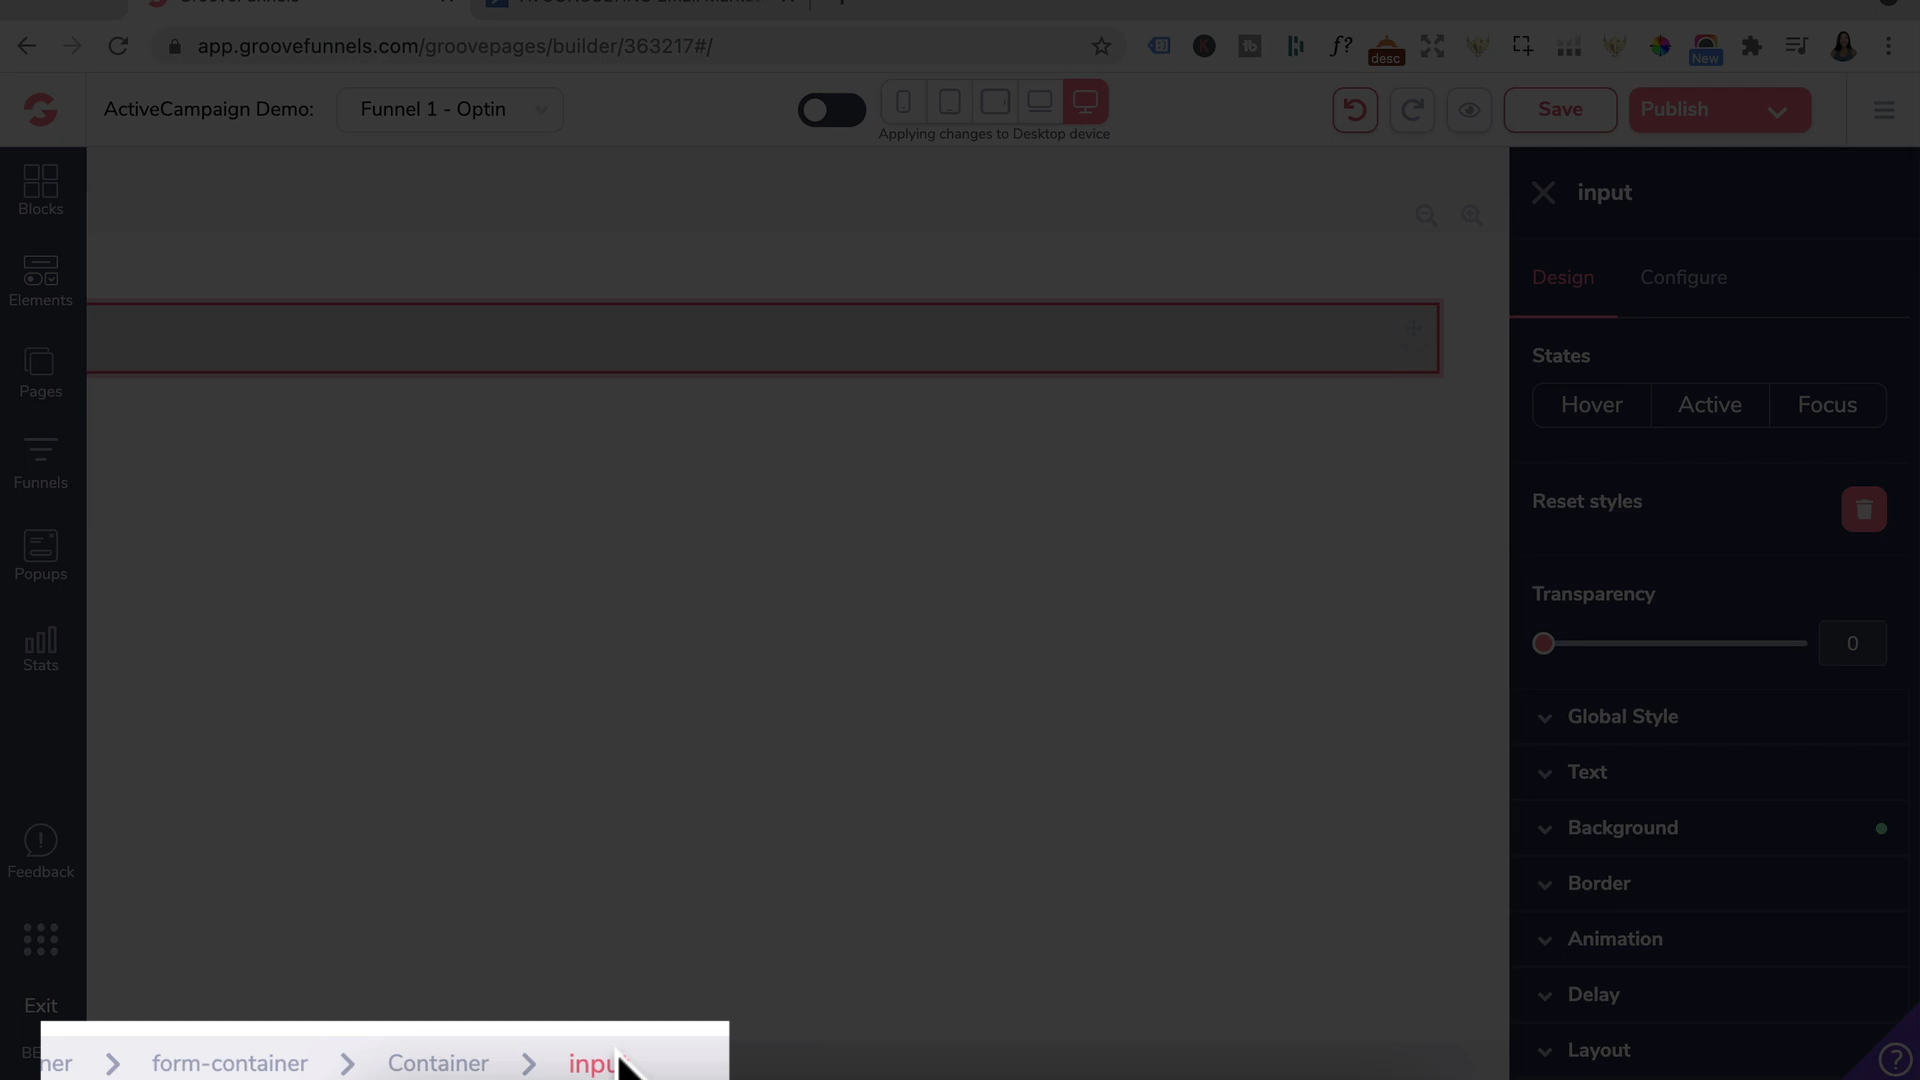 app.groovefunnels.com/groovepages/builder/363217#/
desc
New
ActiveCampaign Demo:
Funnel 1 - Optin
Applying changes to Desktop device
Save
Publish
Blocks
Elements
Pages
Funnels
Popups
Stats
Feedback
Exit
input
Design
Configure
States
Hover
Active
Focus
Reset styles
Transparency
0
Global Style
Text
Background
Border
Animation
Delay
Layout
form-container
Container